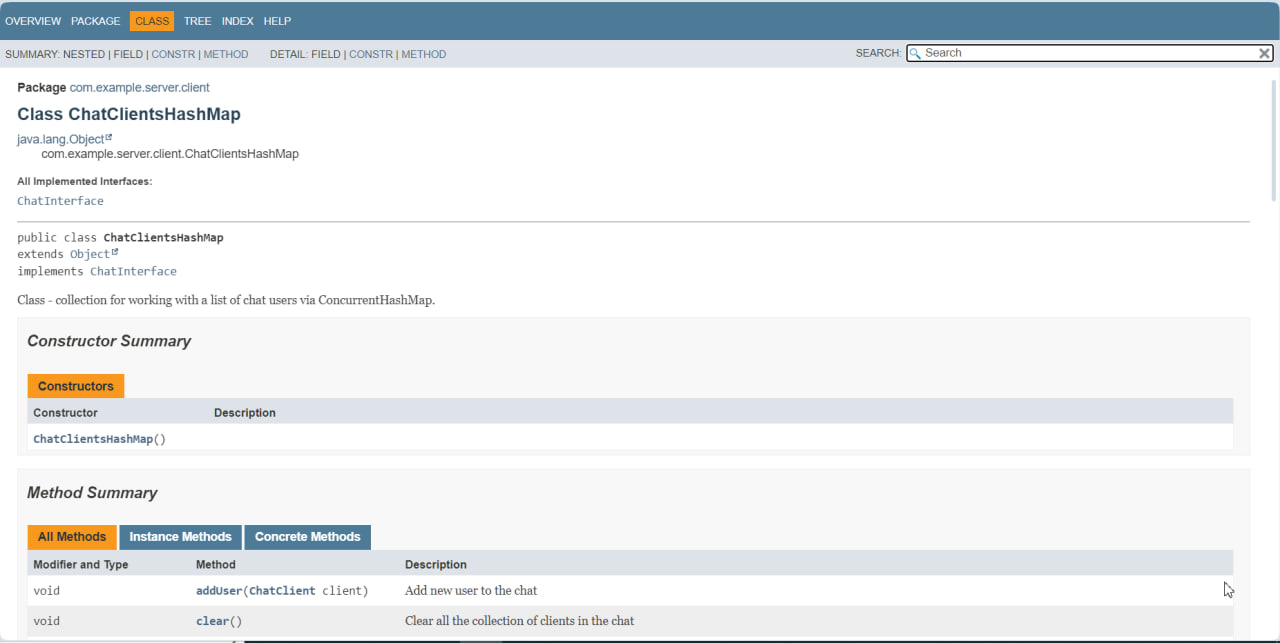 OVERVIEW PACKAGE CLASS TREE INDEX HELP
SUMMARY: NESTED | FIELD | CONSTR | METHOD DETAIL: FIELD | CONSTR | METHOD SEARCH: Search
Package com.example.server.client
Class ChatClientsHashMap
java.lang.Object
com.example.server.client.ChatClientsHashMap
All Implemented Interfaces:
ChatInterface
public class ChatClientsHashMap
extends Object
implements ChatInterface
Class - collection for working with a list of chat users via ConcurrentHashMap.
Constructor Summary
Constructors
Constructor Description
ChatClientsHashMap()
Method Summary
All Methods Instance Methods Concrete Methods
Modifier and Type Method Description
void addUser(ChatClient client) Add new user to the chat
void clear() Clear all the collection of clients in the chat